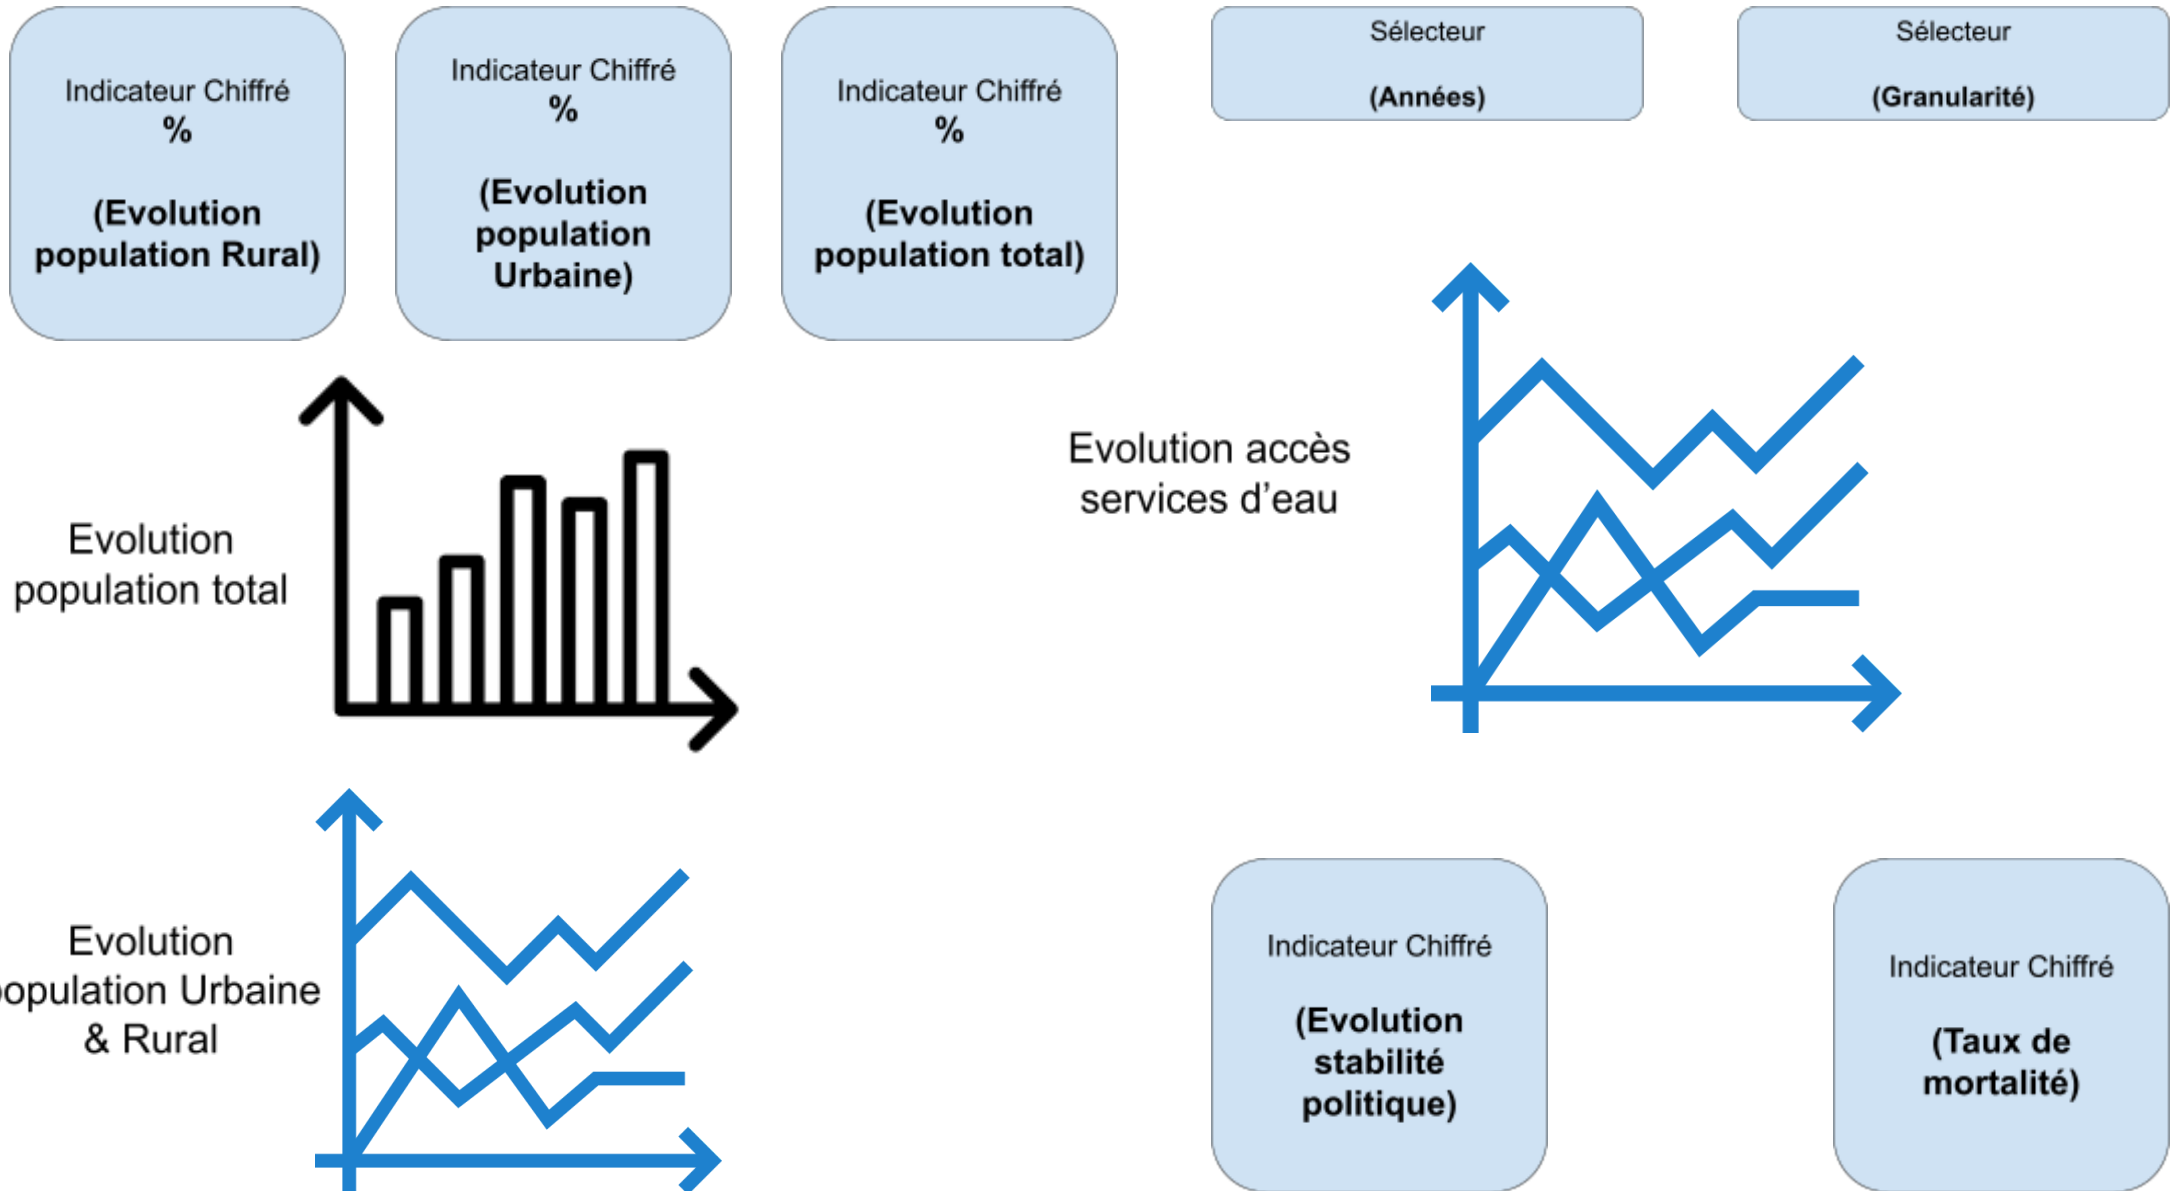 Indicateur Chiffré
%
(Evolution
population Rural)
Indicateur Chiffré
%
(Evolution
population
Urbaine)
Indicateur Chiffré
%
(Evolution
population total)
Sélecteur
(Années)
Sélecteur
(Granularité)
Evolution
population total
Evolution accès
services d’eau
Evolution
population Urbaine
& Rural
Indicateur Chiffré
(Evolution
stabilité
politique)
Indicateur Chiffré
(Taux de
mortalité)